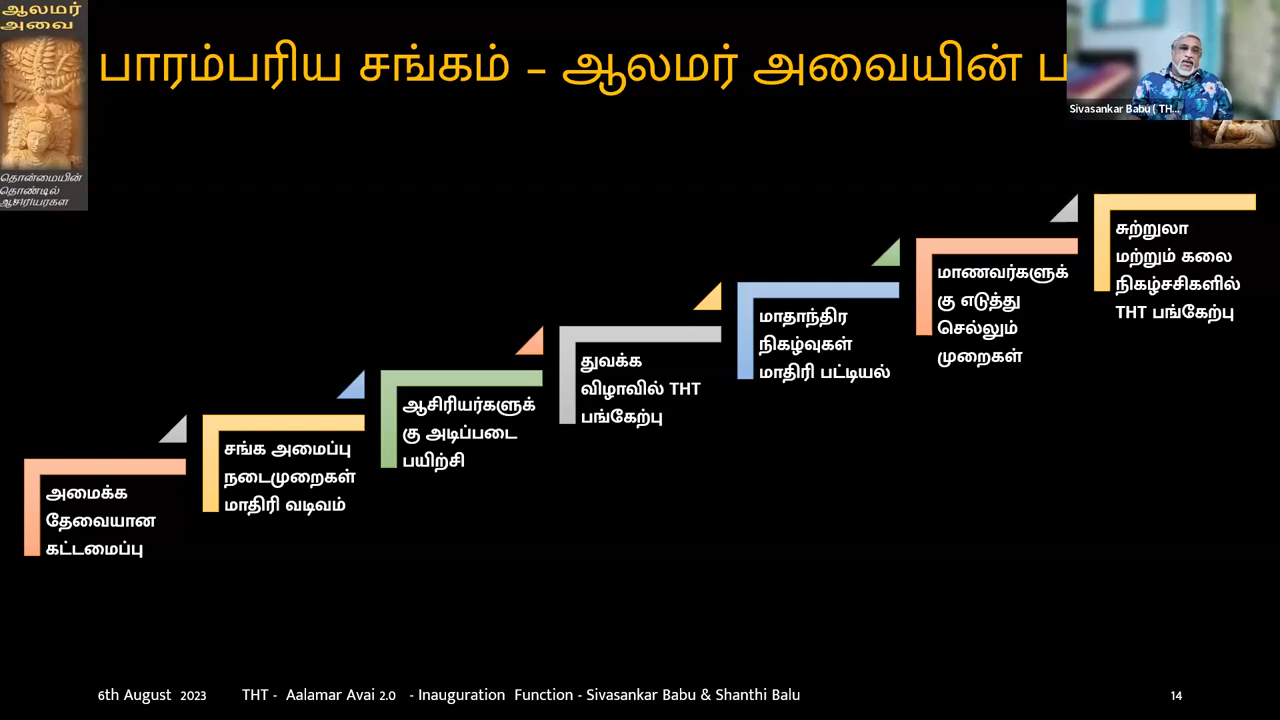 ஆலமர்
அவை
பாரம்பரிய சங்கம் – ஆலமர் அவையின் ப
Sivasankar Babu ( TH...
தொன்மையின்
தொண்டில்
அமைக்க
தேவையான
கட்டமைப்பு
சங்க அமைப்பு
நடைமுறைகள்
மாதிரி வடிவம்
ஆசிரியர்களுக்
கு அடிப்படை
பயிற்சி
துவக்க
விழாவில் THT
பங்கேற்பு
மாதாந்திர
நிகழ்வுகள்
மாதிரி பட்டியல்
மாணவர்களுக்
கு எடுத்து
செல்லும்
முறைகள்
சுற்றுலா
மற்றும் கலை
நிகழ்சசிகளில்
THT பங்கேற்பு
6th August 2023 THT - Aalamar Avai 2.0 - Inauguration Function - Sivasankar Babu & Shanthi Balu 14